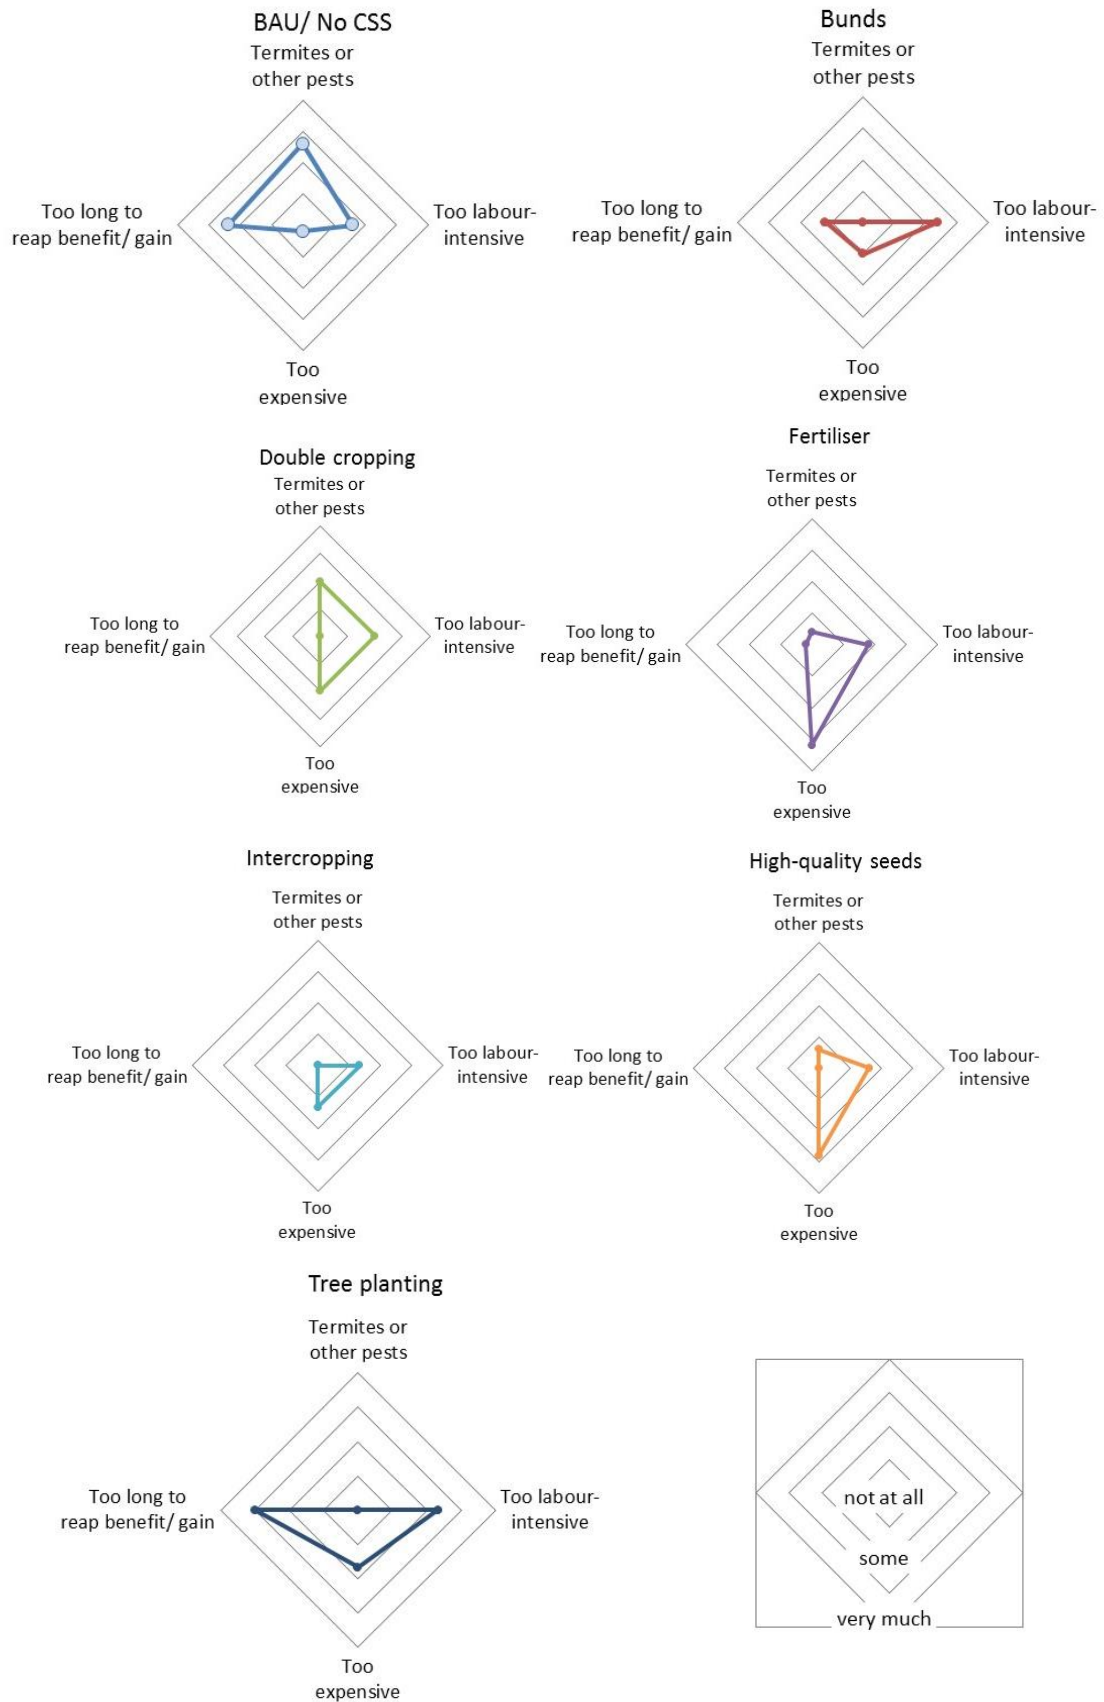 BAU/ No CSS
Termites or
other pests
Too long to
reap benefit/ gain
Too labour-
intensive
Too
expensive
Bunds
Termites or
other pests
Too long to
reap benefit/ gain
Too labour-
intensive
Too
expensive
Double cropping
Termites or
other pests
Too long to
reap benefit/ gain
Too labour-
intensive
Too
expensive
Fertiliser
Termites or
other pests
Too long to
reap benefit/ gain
Too labour-
intensive
Too
expensive
Intercropping
Termites or
other pests
Too long to
reap benefit/ gain
Too labour-
intensive
Too
expensive
High-quality seeds
Termites or
other pests
Too long to
reap benefit/ gain
Too labour-
intensive
Too
expensive
Tree planting
Termites or
other pests
Too long to
reap benefit/ gain
Too labour-
intensive
Too
expensive
not at all
some
very much